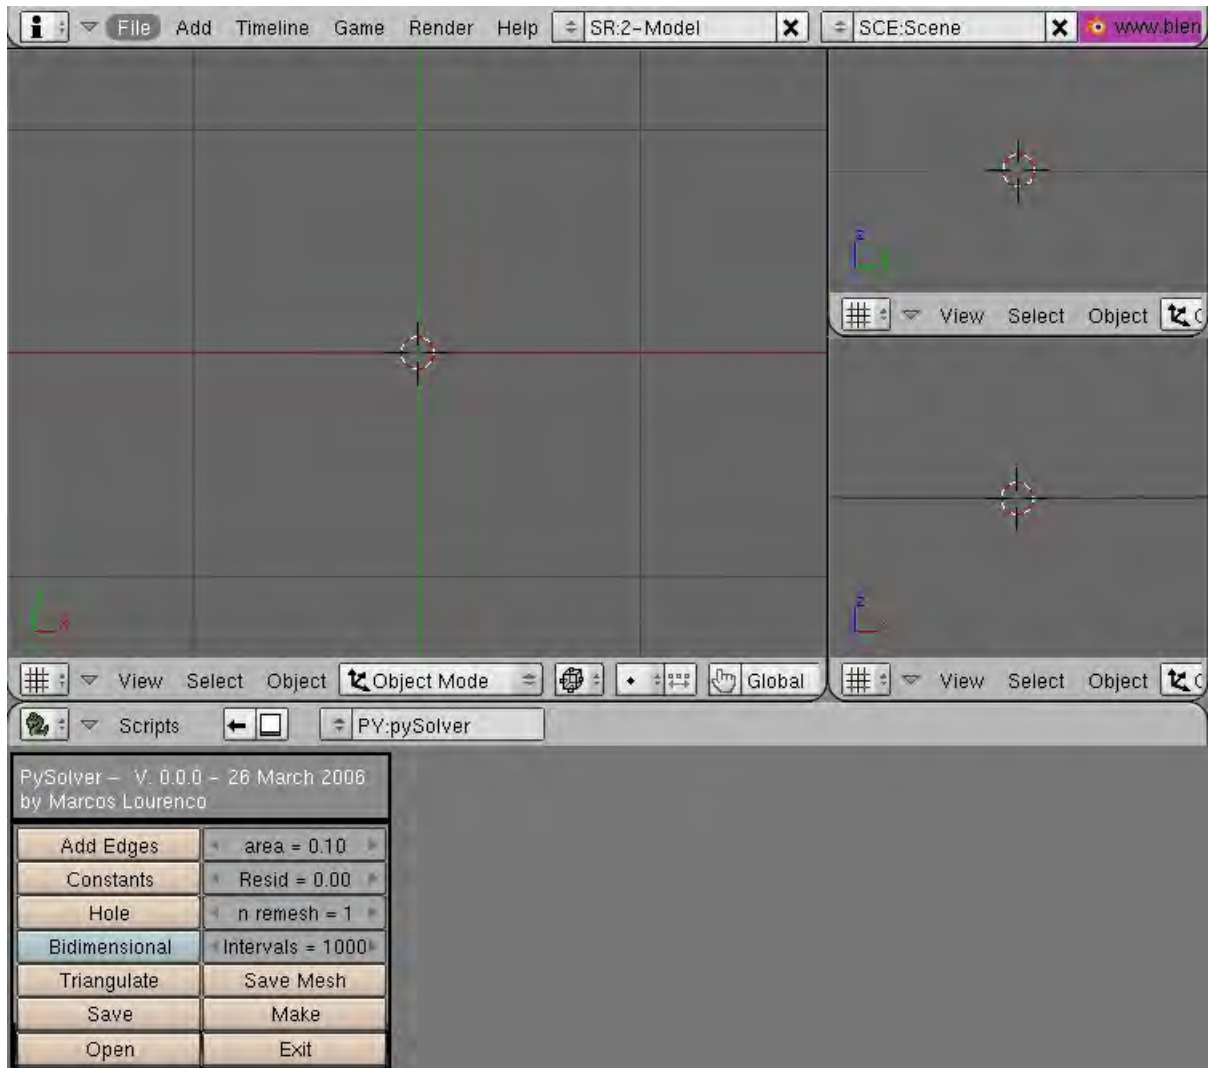 File Add Timeline Game Render Help SR:2-Model SCE:Scene www.blen
z
View Select Object
z
x
View Select Object Object Mode Global View Select Object
Scripts PY:pySolver
PySolver - V. 0.0.0 - 26 March 2006
by Marcos Lourenco
Add Edges area = 0.10
Constants Resid = 0.00
Hole n remesh = 1
Bidimensional Intervals = 1000
Triangulate Save Mesh
Save Make
Open Exit